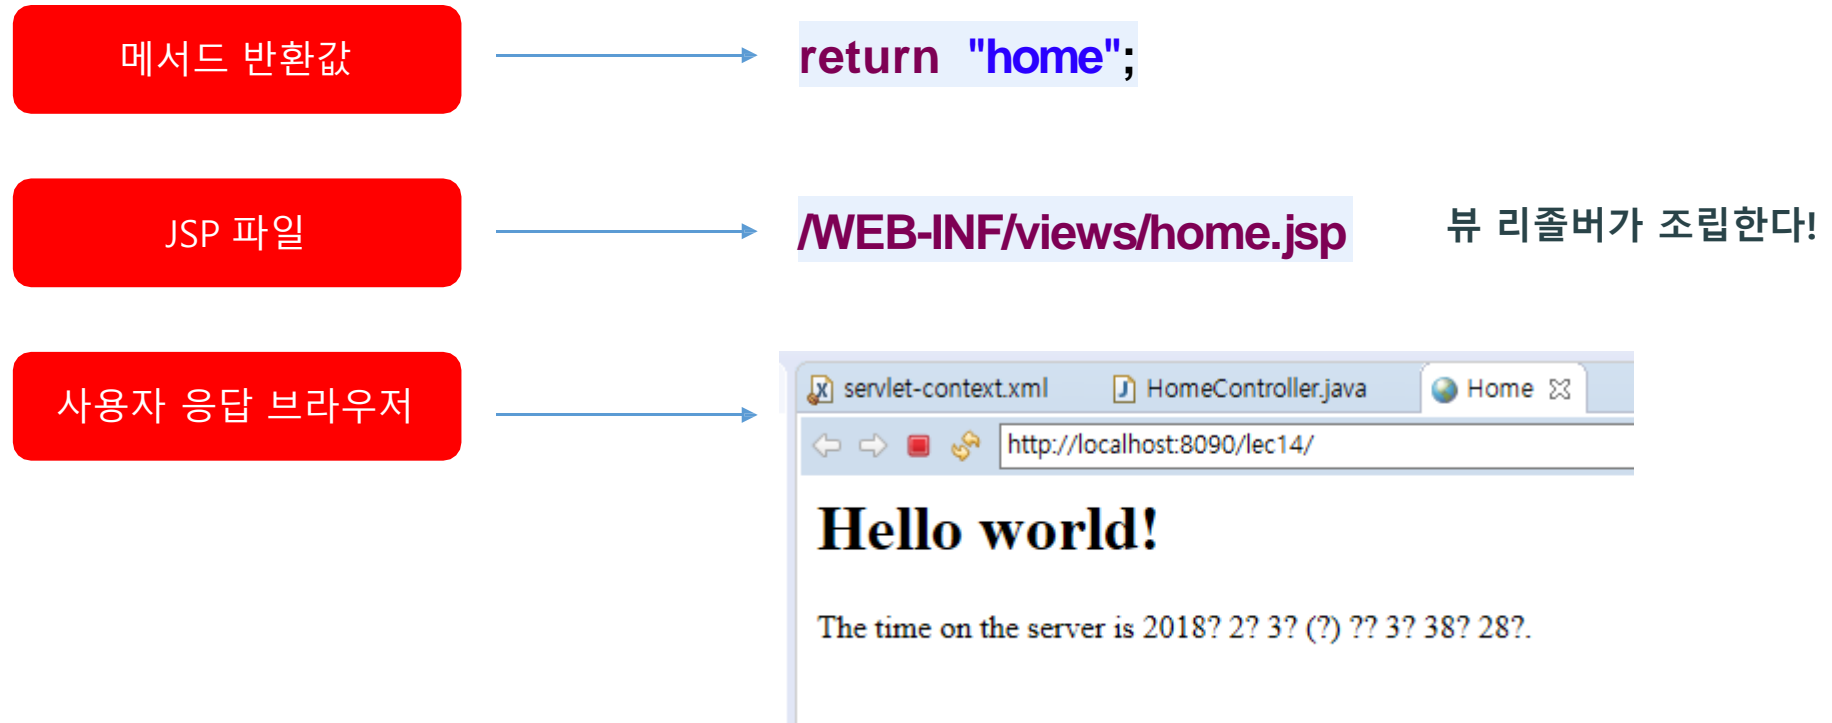 메서드 반환값
return "home";
JSP 파일
/WEB-INF/views/home.jsp
뷰 리졸버가 조립한다!
사용자 응답 브라우저
servlet-context.xml HomeController.java Home
http://localhost:8090/lec14/
Hello world!
The time on the server is 2018? 2? 3? (?) ?? 3? 38? 28?.